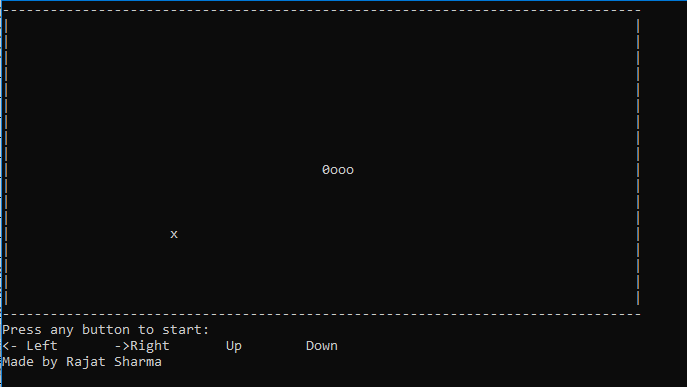 0ooo
x
Press any button to start:
<- Left ->Right Up Down
Made by Rajat Sharma